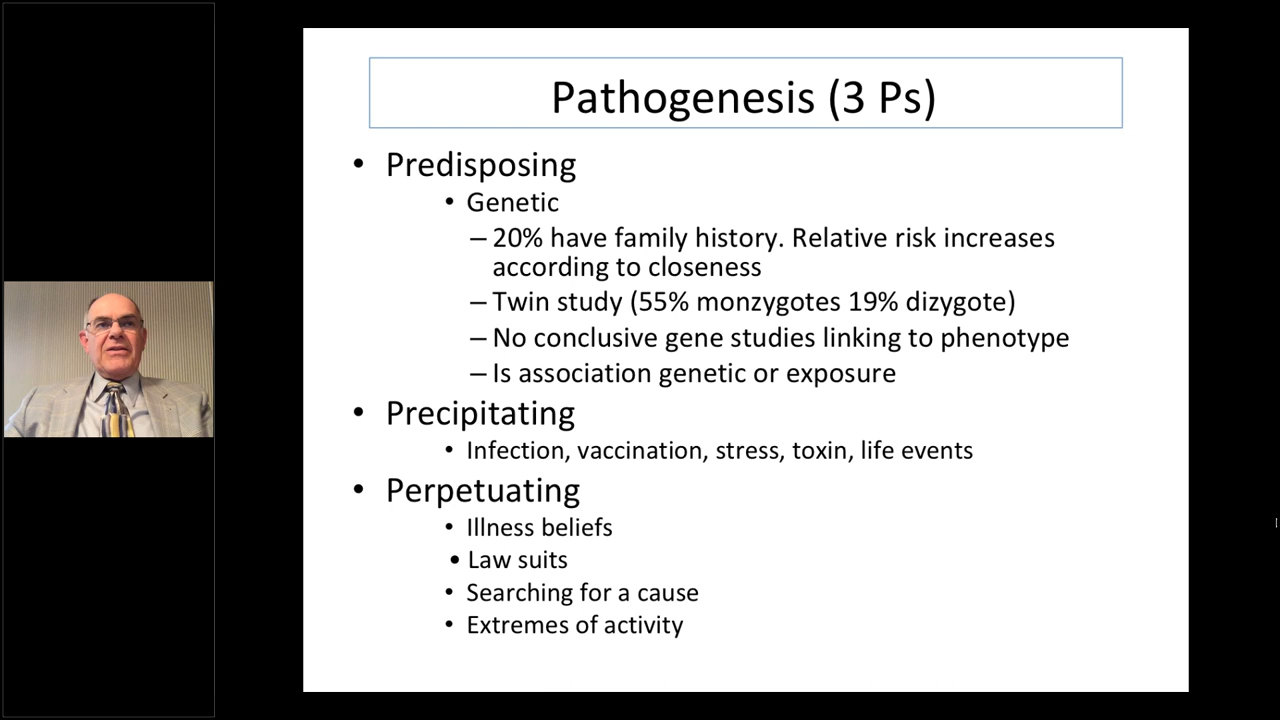 Pathogenesis (3 Ps)
• Predisposing
• Genetic
– 20% have family history. Relative risk increases
according to closeness
– Twin study (55% monzygotes 19% dizygote)
– No conclusive gene studies linking to phenotype
– Is association genetic or exposure
• Precipitating
• Infection, vaccination, stress, toxin, life events
• Perpetuating
• Illness beliefs
• Law suits
• Searching for a cause
• Extremes of activity